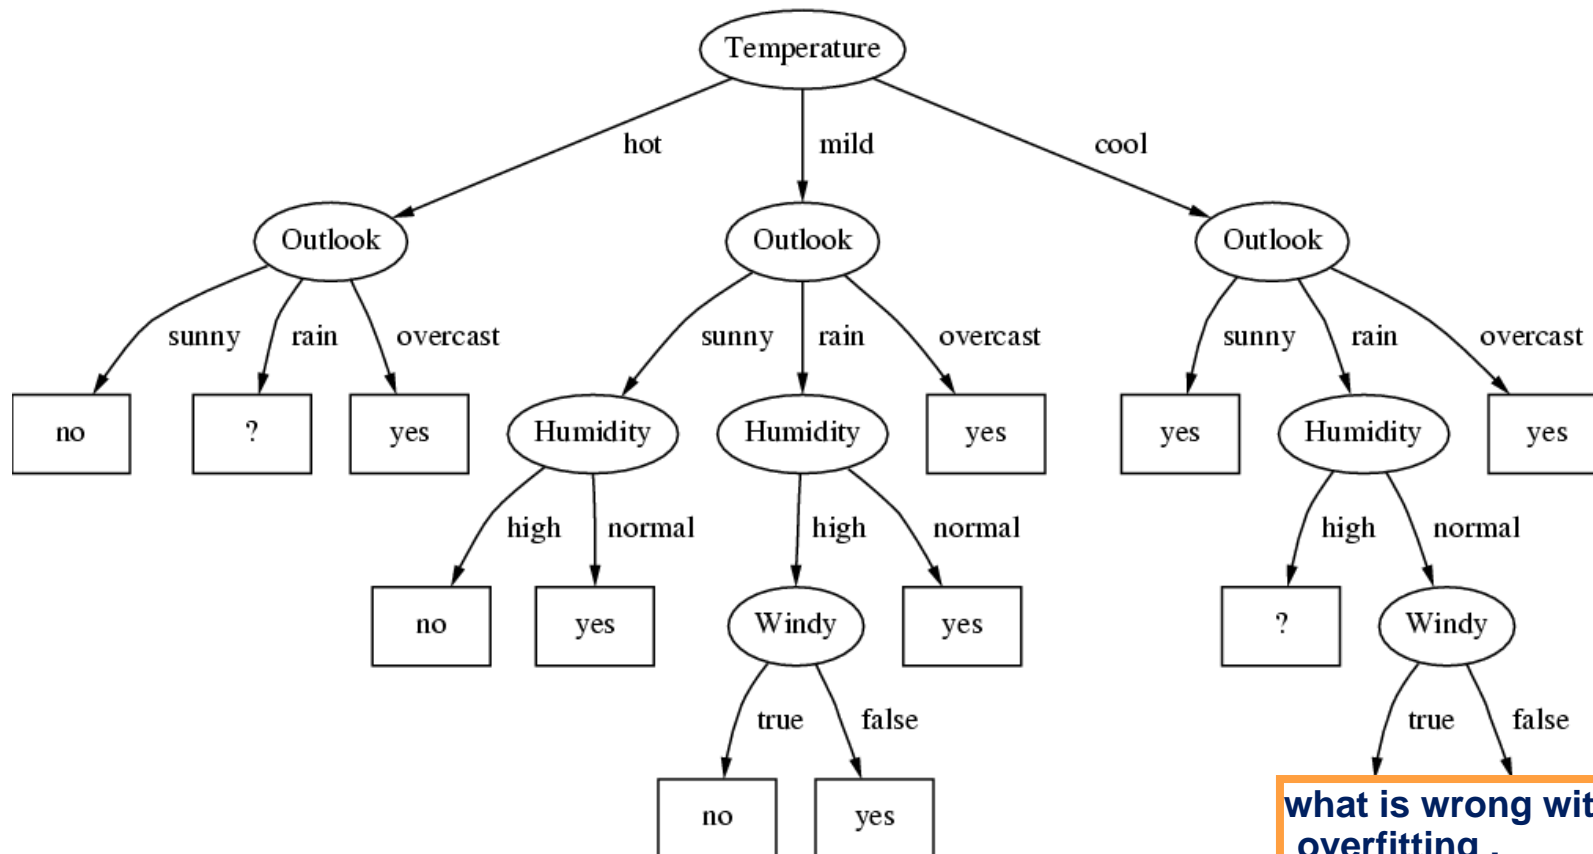 Temperature
hot mild cool
Outlook Outlook Outlook
sunny rain overcast sunny rain overcast sunny rain overcast
no ? yes Humidity Humidity yes yes Humidity yes
high normal high normal high normal
no yes Windy yes ? Windy
true false true false
no yes
what is wrong
overfitting .